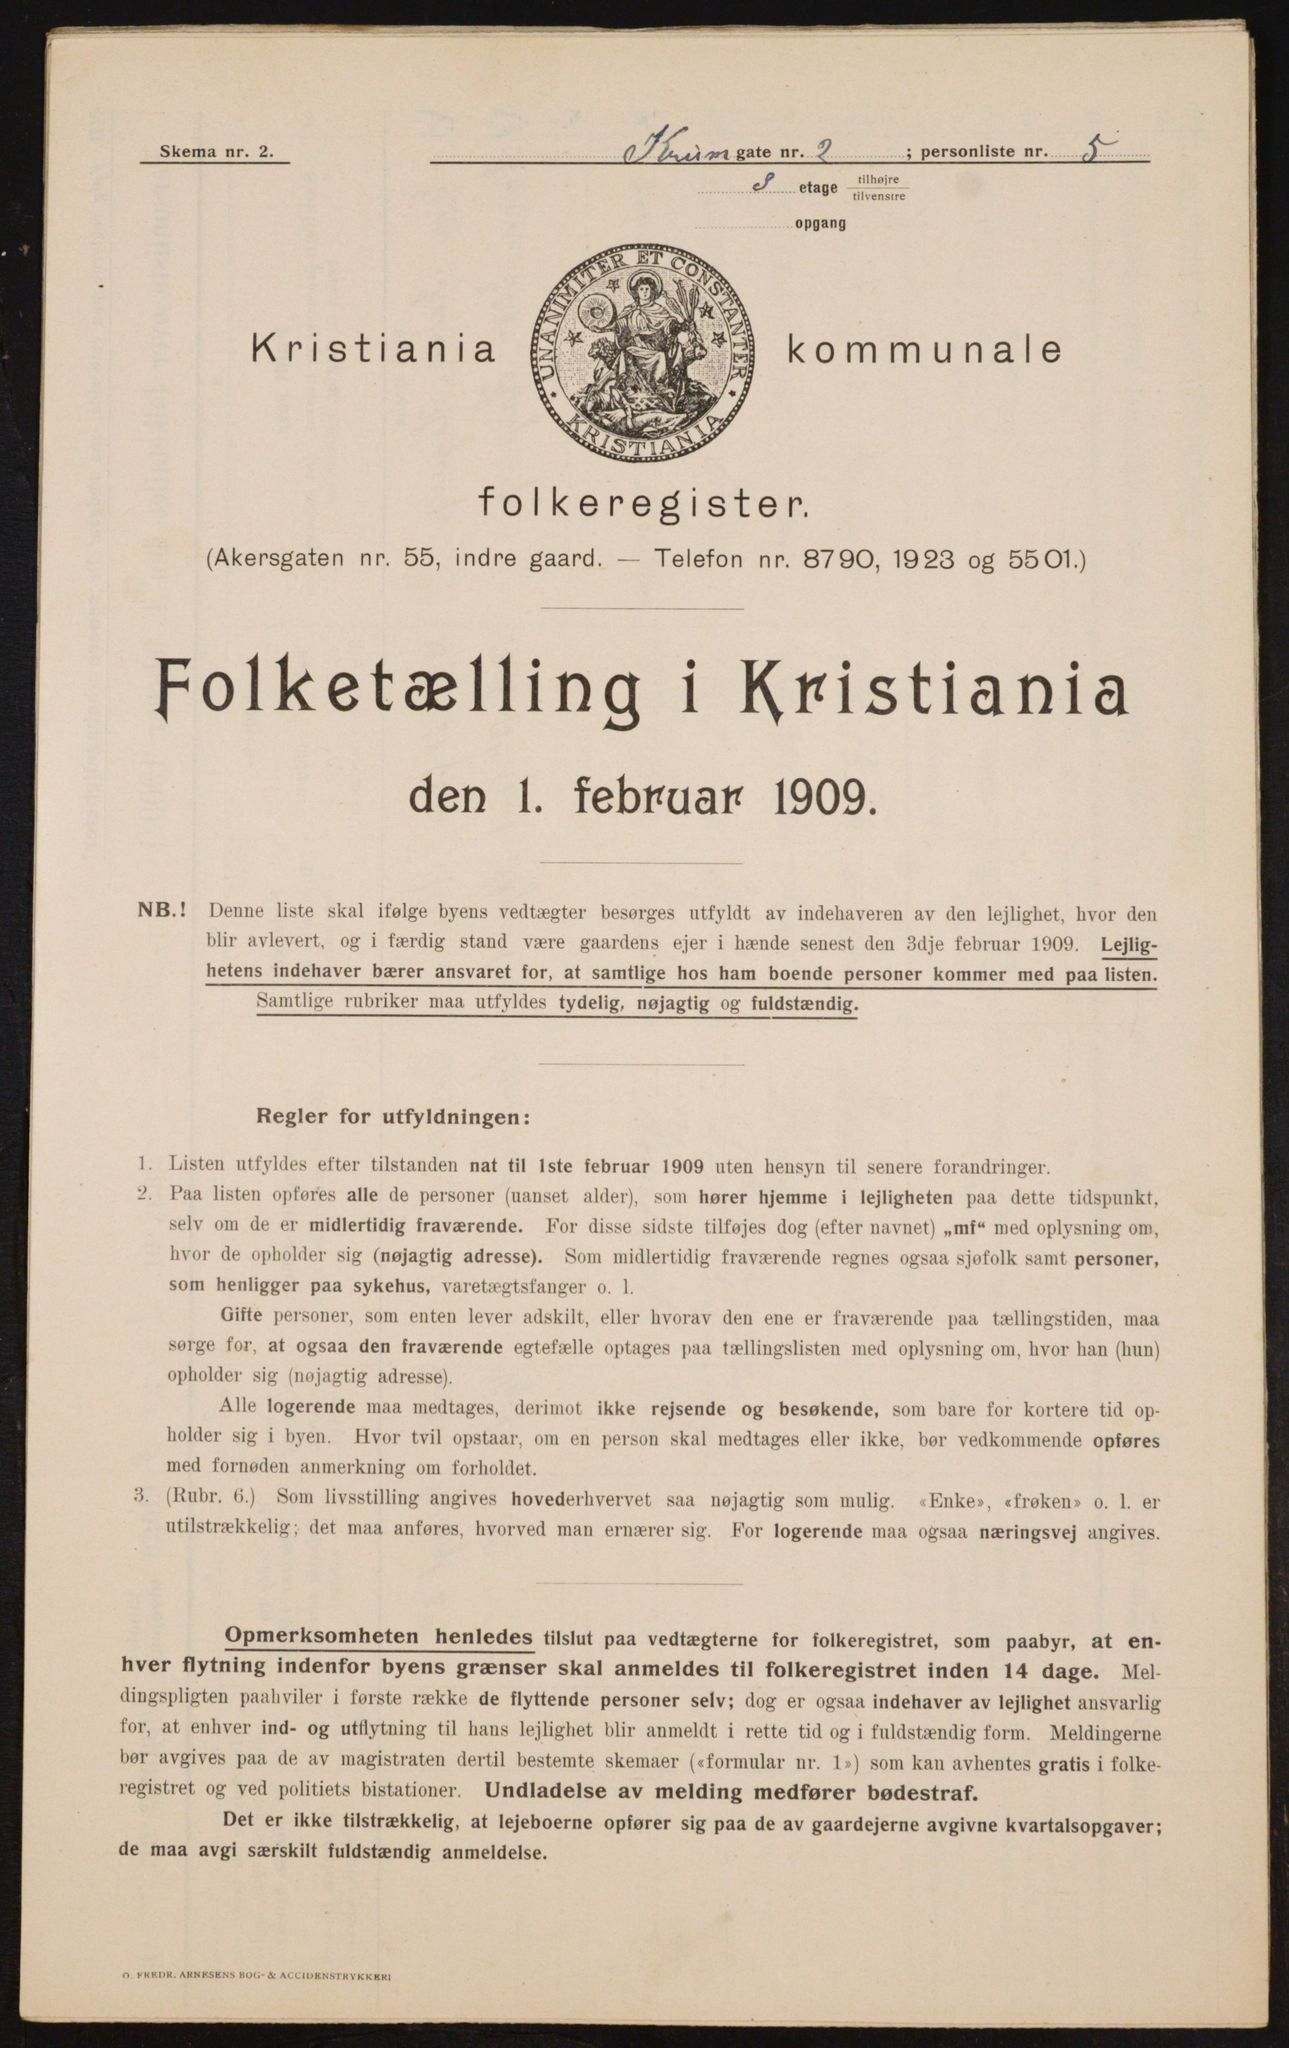 Skema nr. 2.
Krum gate nr. 2 ; personliste nr. 5
etage tilhøjre
tilvenstre
opgang
UNANIMITER ET CONSTANTER
KRISTIANIA
Kristiania kommunale
folkeregister.
(Akersgaten nr. 55, indre gaard. — Telefon nr. 8790, 1923 og 5501.)
Folketælling i Kristiania
den 1. februar 1909.
NB.! Denne liste skal ifølge byens vedtægter besørges utfyldt av indehaveren av den lejlighet, hvor den
blir avlevert, og i færdig stand være gaardens ejer i hænde senest den 3dje februar 1909. Lejlig-
hetens indehaver bærer ansvaret for, at samtlige hos ham boende personer kommer med paa listen.
Samtlige rubriker maa utfyldes tydelig, nøjagtig og fuldstændig.
Regler for utfyldningen:
1. Listen utfyldes efter tilstanden nat til 1ste februar 1909 uten hensyn til senere forandringer.
2. Paa listen opføres alle de personer (uanset alder), som hører hjemme i lejligheten paa dette tidspunkt,
selv om de er midlertidig fraværende. For disse sidste tilføjes dog (efter navnet) „mf“ med oplysning om,
hvor de opholder sig (nøjagtig adresse). Som midlertidig fraværende regnes ogsaa sjøfolk samt personer,
som henligger paa sykehus, varetægtsfanger o. l.
Gifte personer, som enten lever adskilt, eller hvorav den ene er fraværende paa tællingstiden, maa
sørge for, at ogsaa den fraværende egtefælle optages paa tællingslisten med oplysning om, hvor han (hun)
opholder sig (nøjagtig adresse).
Alle logerende maa medtages, derimot ikke rejsende og besøkende, som bare for kortere tid op-
holder sig i byen. Hvor tvil opstaar, om en person skal medtages eller ikke, bør vedkommende opføres
med fornøden anmerkning om forholdet.
3. (Rubr. 6.) Som livsstilling angives hovederhvervet saa nøjagtig som mulig. «Enke», «frøken» o. l. er
utilstrækkelig; det maa anføres, hvorved man ernærer sig. For logerende maa ogsaa næringsvej angives.
Opmerksomheten henledes tilslut paa vedtægterne for folkeregistret, som paabyr, at en-
hver flytning indenfor byens grænser skal anmeldes til folkeregistret inden 14 dage. Mel-
dingspligten paahviler i første række de flyttende personer selv; dog er ogsaa indehaver av lejlighet ansvarlig
for, at enhver ind- og utflytning til hans lejlighet blir anmeldt i rette tid og i fuldstændig form. Meldingerne
bør avgives paa de av magistraten dertil bestemte skemaer («formular nr. 1») som kan avhentes gratis i folke-
registret og ved politiets bistationer. Undladelse av melding medfører bødestraf.
Det er ikke tilstrækkelig, at lejeboerne opfører sig paa de av gaardejerne avgivne kvartalsopgaver;
de maa avgi særskilt fuldstændig anmeldelse.
O. FREDR. ARNESENS BOG- & ACCIDENSTRYKKERI